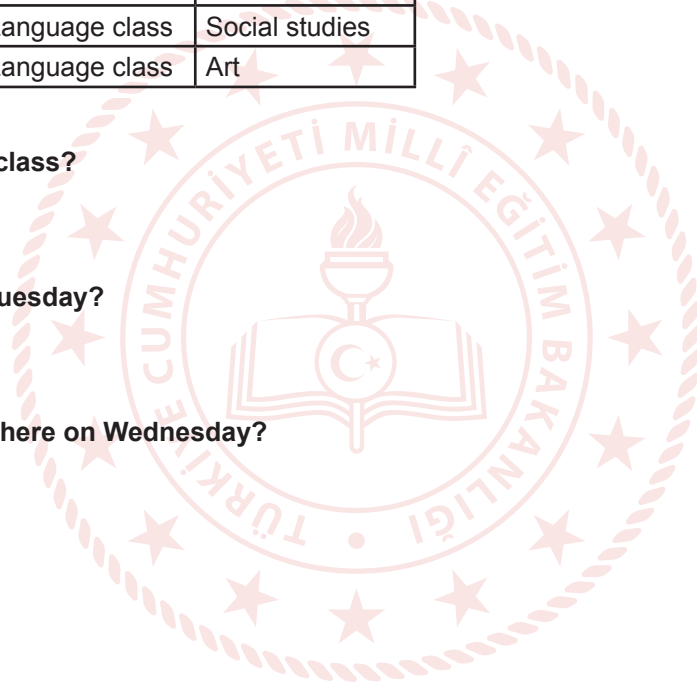 anguage class Social studies
anguage class Art
class?
uesday?
here on Wednesday?
TÜRKİYE CUMHURİYETİ MİLLÎ EĞİTİM BAKANLIĞI